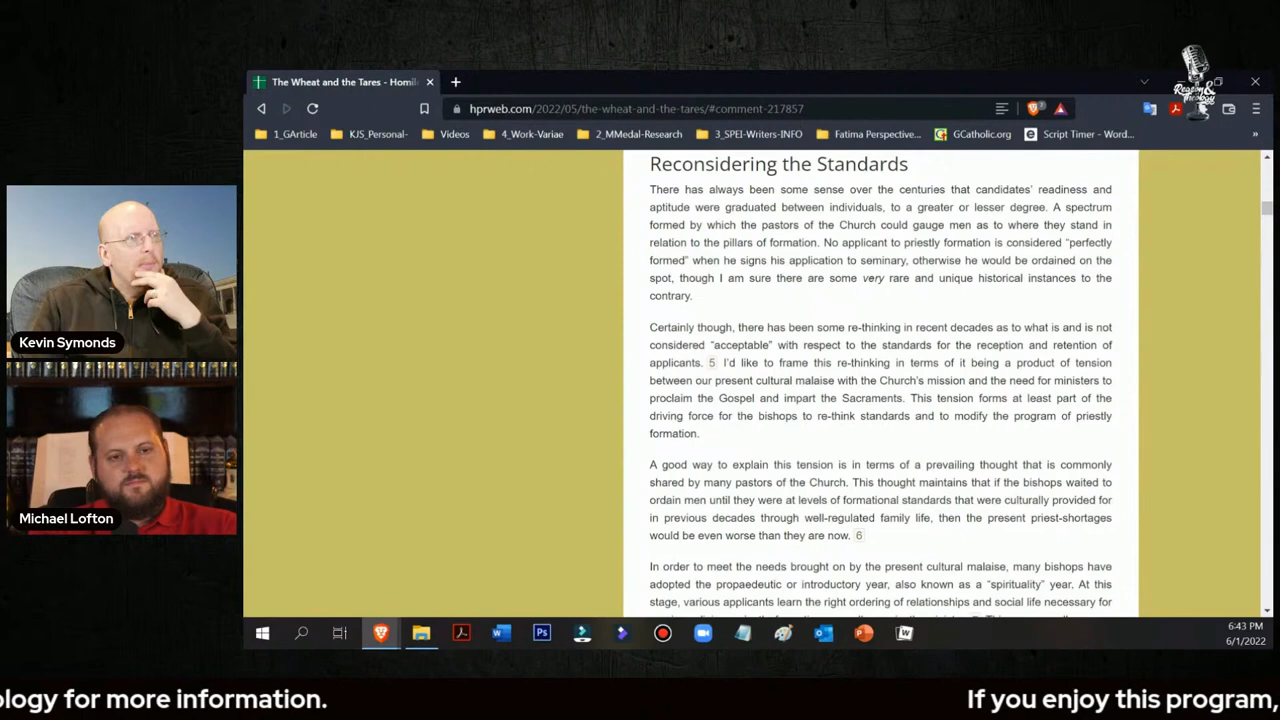 Reason &
Theology
The Wheat and the Tares - Homil
hprweb.com/2022/05/the-wheat-and-the-tares/#comment-217857
1_GArticle
KJS_Personal-
Videos
4_Work-Variae
2_MMedal-Research
3_SPEI-Writers-INFO
Fatima Perspective...
GCatholic.org
Script Timer - Word...
Reconsidering the Standards
There has always been some sense over the centuries that candidates' readiness and
aptitude were graduated between individuals, to a greater or lesser degree. A spectrum
formed by which the pastors of the Church could gauge men as to where they stand in
relation to the pillars of formation. No applicant to priestly formation is considered "perfectly
formed" when he signs his application to seminary, otherwise he would be ordained on the
spot, though I am sure there are some very rare and unique historical instances to the
contrary.
Certainly though, there has been some re-thinking in recent decades as to what is and is not
considered "acceptable" with respect to the standards for the reception and retention of
applicants. 5 I'd like to frame this re-thinking in terms of it being a product of tension
between our present cultural malaise with the Church's mission and the need for ministers to
proclaim the Gospel and impart the Sacraments. This tension forms at least part of the
driving force for the bishops to re-think standards and to modify the program of priestly
formation.
A good way to explain this tension is in terms of a prevailing thought that is commonly
shared by many pastors of the Church. This thought maintains that if the bishops waited to
ordain men until they were at levels of formational standards that were culturally provided for
in previous decades through well-regulated family life, then the present priest-shortages
would be even worse than they are now. 6
In order to meet the needs brought on by the present cultural malaise, many bishops have
adopted the propaedeutic or introductory year, also known as a "spirituality" year. At this
stage, various applicants learn the right ordering of relationships and social life necessary for
Kevin Symonds
Michael Lofton
6:43 PM
6/1/2022
ology for more information.
If you enjoy this program,